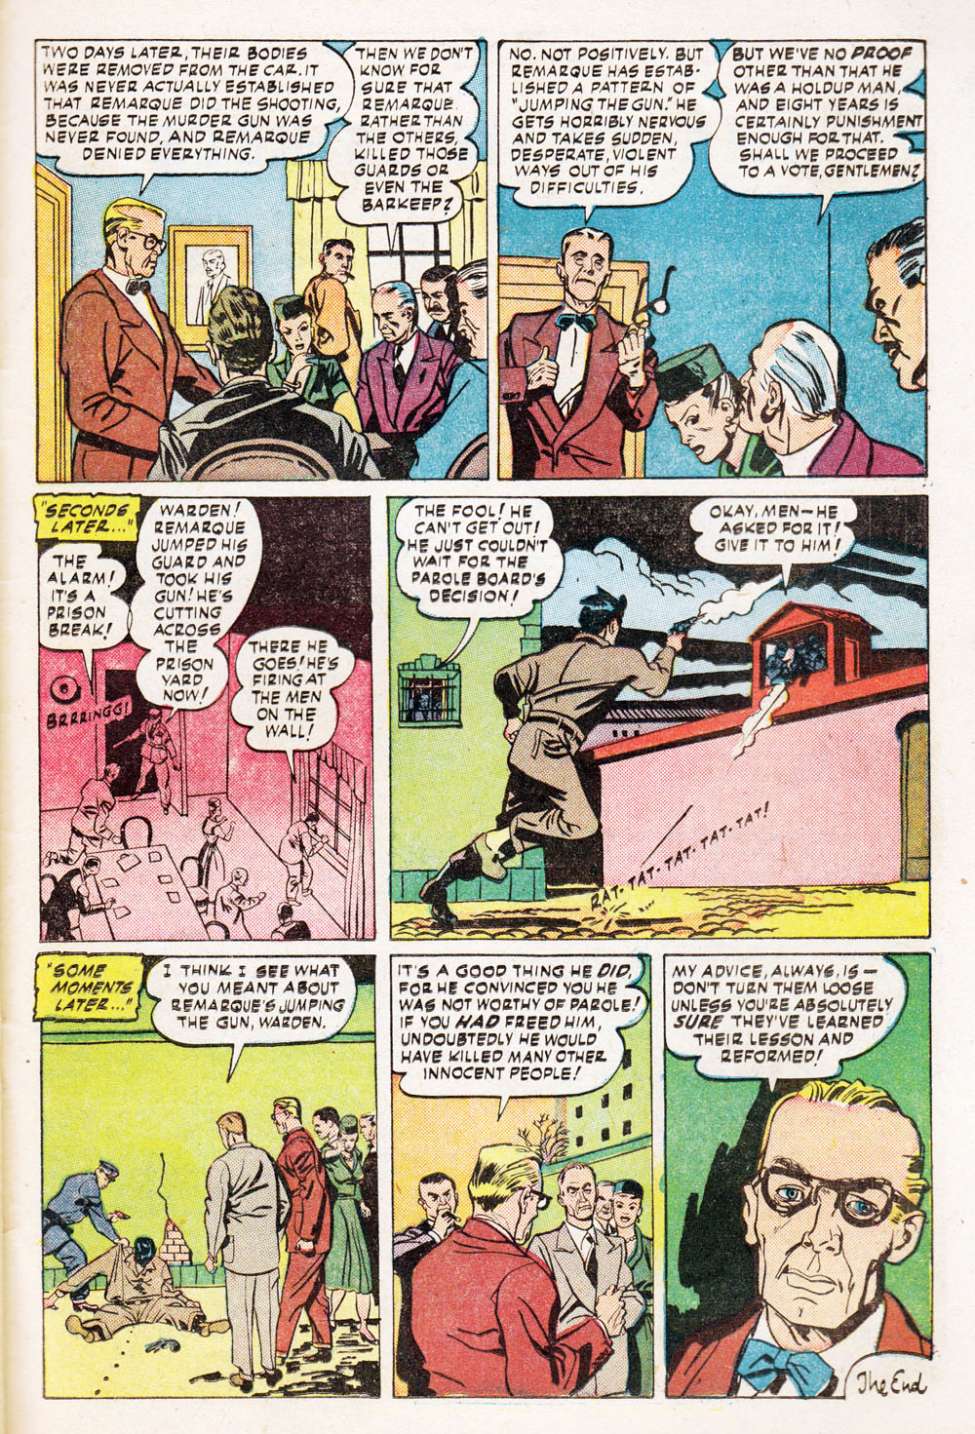 TWO DAYS LATER, THEIR BODIES
WERE REMOVED FROM THE CAR. IT
WAS NEVER ACTUALLY ESTABLISHED
THAT REMARQUE DID THE SHOOTING,
BECAUSE THE MURDER GUN WAS
NEVER FOUND, AND REMARQUE
DENIED EVERYTHING.
THEN WE DON'T
KNOW FOR
SURE THAT
REMARQUE.
RATHER THAN
THE OTHERS,
KILLED THOSE
GUARDS OR
EVEN THE
BARKEEP?
NO. NOT POSITIVELY. BUT
REMARQUE HAS ESTAB-
LISHED A PATTERN OF
"JUMPING THE GUN." HE
GETS HORRIBLY NERVOUS
AND TAKES SUDDEN,
DESPERATE, VIOLENT
WAYS OUT OF HIS
DIFFICULTIES.
BUT WE'VE NO PROOF
OTHER THAN THAT HE
WAS A HOLDUP MAN,
AND EIGHT YEARS IS
CERTAINLY PUNISHMENT
ENOUGH FOR THAT.
SHALL WE PROCEED
TO A VOTE, GENTLEMEN?
"SECONDS
LATER..."
THE
ALARM!
IT'S A
PRISON
BREAK!
WARDEN!
REMARQUE
JUMPED HIS
GUARD AND
TOOK HIS
GUN! HE'S
CUTTING
ACROSS
THE
PRISON
YARD
NOW!
BRRRINGG!
THERE HE
GOES! HE'S
FIRING AT
THE MEN
ON THE
WALL!
THE FOOL! HE
CAN'T GET OUT!
HE JUST COULDN'T
WAIT FOR THE
PAROLE BOARD'S
DECISION!
OKAY, MEN—HE
ASKED FOR IT!
GIVE IT TO HIM!
RAT-TAT-TAT-TAT-TAT!
"SOME
MOMENTS
LATER..."
I THINK I SEE WHAT
YOU MEANT ABOUT
REMARQUE'S JUMPING
THE GUN, WARDEN.
IT'S A GOOD THING HE DID,
FOR HE CONVINCED YOU HE
WAS NOT WORTHY OF PAROLE!
IF YOU HAD FREED HIM,
UNDOUBTEDLY HE WOULD
HAVE KILLED MANY OTHER
INNOCENT PEOPLE!
MY ADVICE, ALWAYS, IS—
DON'T TURN THEM LOOSE
UNLESS YOU'RE ABSOLUTELY
SURE THEY'VE LEARNED
THEIR LESSON AND
REFORMED!
The End